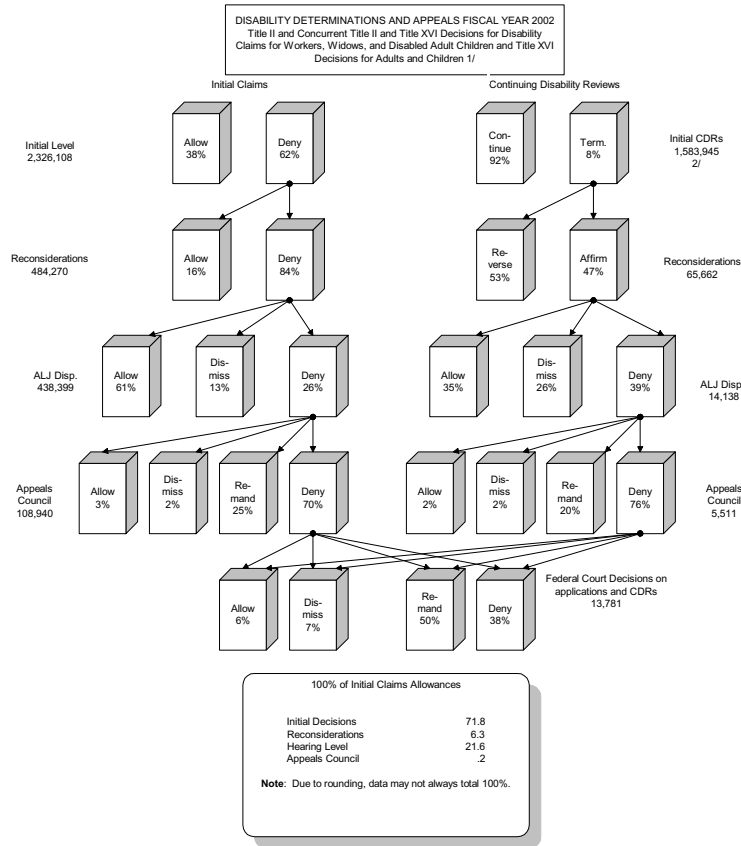 DISABILITY DETERMINATIONS AND APPEALS FISCAL YEAR 2002
Title II and Concurrent Title II and Title XVI Decisions for Disability
Claims for Workers, Widows, and Disabled Adult Children and Title XVI
Decisions for Adults and Children 1/
Initial Claims
Continuing Disability Reviews
Initial Level
2,326,108
Allow
38%
Deny
62%
Con-
tinue
92%
Term.
8%
Initial CDRs
1,583,945
2/
Reconsiderations
484,270
Allow
16%
Deny
84%
Re-
verse
53%
Affirm
47%
Reconsiderations
65,662
ALJ Disp.
438,399
Allow
61%
Dis-
miss
13%
Deny
26%
Allow
35%
Dis-
miss
26%
Deny
39%
ALJ Disp
14,138
Appeals
Council
108,940
Allow
3%
Dis-
miss
2%
Re-
mand
25%
Deny
70%
Allow
2%
Dis-
miss
2%
Re-
mand
20%
Deny
76%
Appeals
Council
5,511
Allow
6%
Dis-
miss
7%
Re-
mand
50%
Deny
38%
Federal Court Decisions on
applications and CDRs
13,781
100% of Initial Claims Allowances
Initial Decisions 71.8
Reconsiderations 6.3
Hearing Level 21.6
Appeals Council .2
Note: Due to rounding, data may not always total 100%.